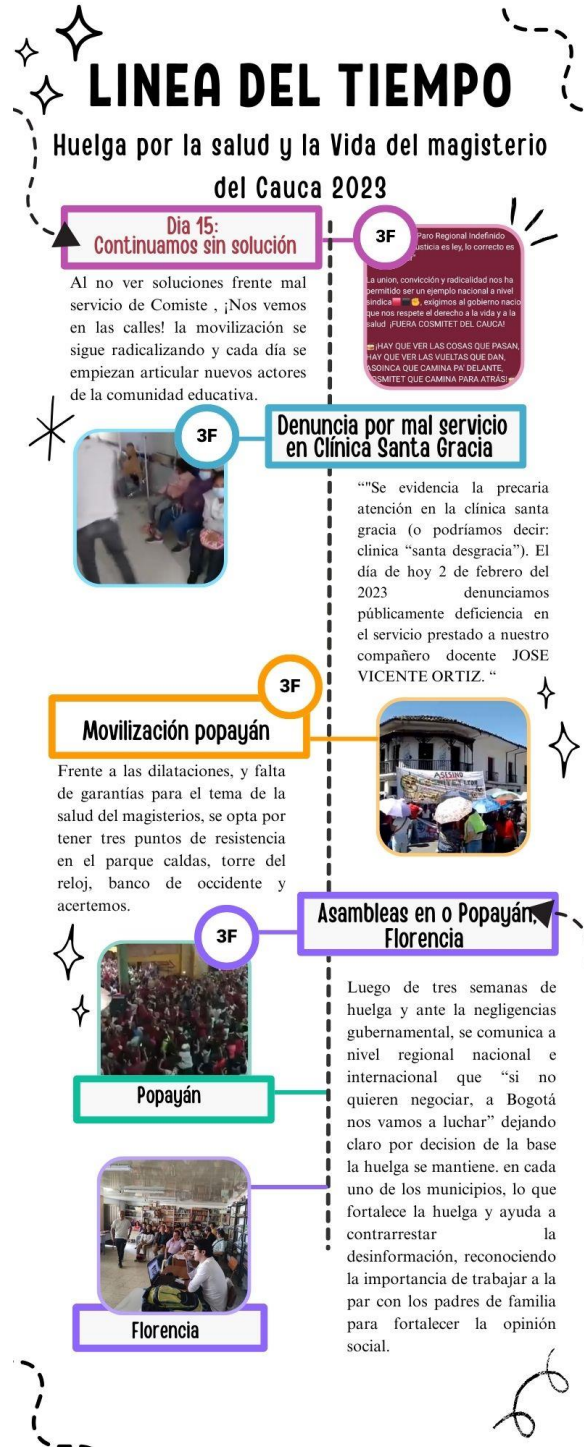 LINEA DEL TIEMPO
Huelga por la salud y la Vida del magisterio
del Cauca 2023
Dia 15:
Continuamos sin solución
3F
Paro Regional Indefinido
usticia es ley, lo correcto es
La union, convicción y radicalidad nos ha
permitido ser un ejemplo nacional a nivel
sindica, exigimos al gobierno nacio
que nos respete el derecho a la vida y a la
salud ¡FUERA COSMITET DEL CAUCA!
¡HAY QUE VER LAS COSAS QUE PASAN,
HAY QUE VER LAS VUELTAS QUE DAN,
ASOINCA QUE CAMINA PA' DELANTE,
OSMITET QUE CAMINA PARA ATRÁS!
Al no ver soluciones frente mal
servicio de Comiste , ¡Nos vemos
en las calles! la movilización se
sigue radicalizando y cada día se
empiezan articular nuevos actores
de la comunidad educativa.
3F
Denuncia por mal servicio
en Clínica Santa Gracia
“"Se evidencia la precaria
atención en la clínica santa
gracia (o podríamos decir:
clinica “santa desgracia”). El
día de hoy 2 de febrero del
2023 denunciamos
públicamente deficiencia en
el servicio prestado a nuestro
compañero docente JOSE
VICENTE ORTIZ. “
3F
Movilización popayán
ASESINO
Frente a las dilataciones, y falta
de garantías para el tema de la
salud del magisterios, se opta por
tener tres puntos de resistencia
en el parque caldas, torre del
reloj, banco de occidente y
acertemos.
3F
Asambleas en o Popayán,
Florencia
Popayán
Luego de tres semanas de
huelga y ante la negligencias
gubernamental, se comunica a
nivel regional nacional e
internacional que “si no
quieren negociar, a Bogotá
nos vamos a luchar” dejando
claro por decision de la base
la huelga se mantiene. en cada
uno de los municipios, lo que
fortalece la huelga y ayuda a
contrarrestar la
desinformación, reconociendo
la importancia de trabajar a la
par con los padres de familia
para fortalecer la opinión
social.
Florencia